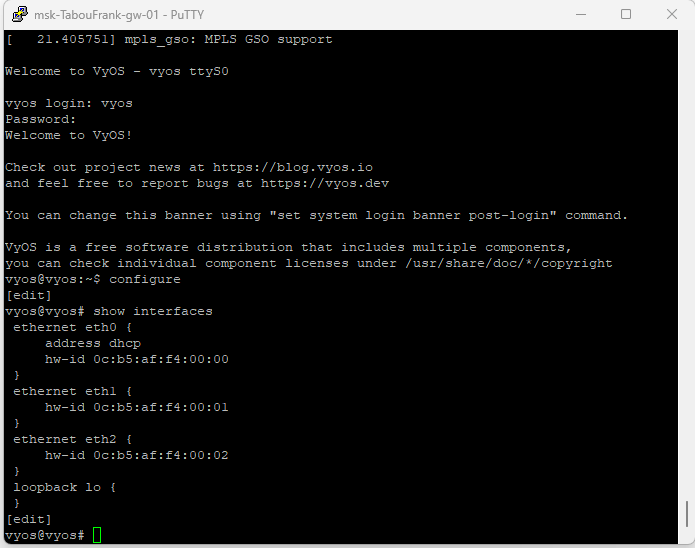 msk-TabouFrank-gw-01 - PuTTY
[   21.405751] mpls_gso: MPLS GSO support
Welcome to VyOS - vyos ttyS0
vyos login: vyos
Password:
Welcome to VyOS!
Check out project news at https://blog.vyos.io
and feel free to report bugs at https://vyos.dev
You can change this banner using "set system login banner post-login" command.
VyOS is a free software distribution that includes multiple components,
you can check individual component licenses under /usr/share/doc/*/copyright
vyos@vyos:~$ configure
[edit]
vyos@vyos# show interfaces
 ethernet eth0 {
     address dhcp
     hw-id 0c:b5:af:f4:00:00
 }
 ethernet eth1 {
     hw-id 0c:b5:af:f4:00:01
 }
 ethernet eth2 {
     hw-id 0c:b5:af:f4:00:02
 }
 loopback lo {
 }
[edit]
vyos@vyos#